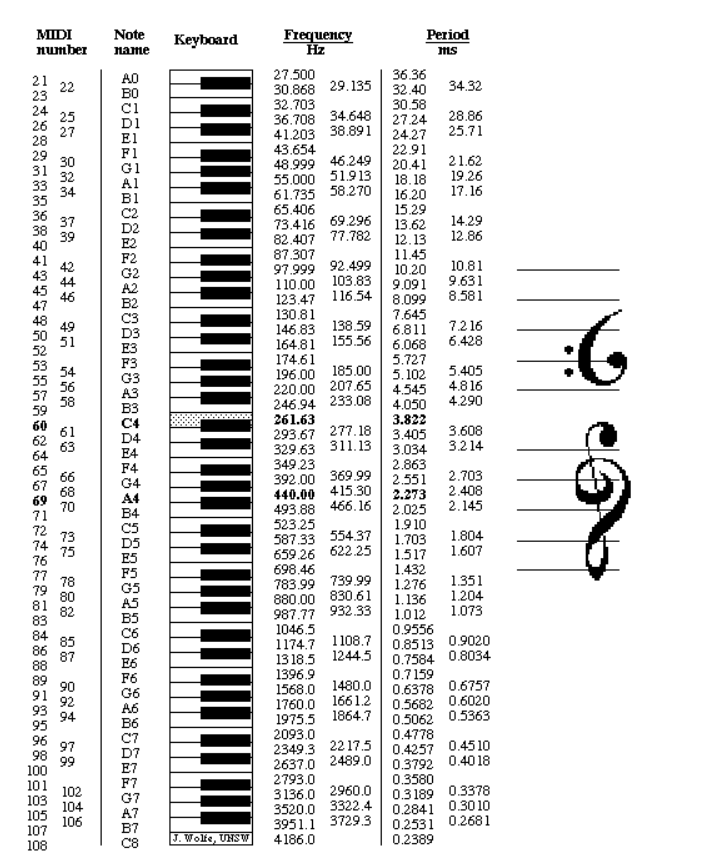 MIDI number Note name Keyboard Frequency Hz Period ms
21 A0 27.500 36.36
22 29.135 34.32
23 B0 30.868 32.40
24 C1 32.703 30.58
25 34.648 28.86
26 D1 36.708 27.24
27 38.891 25.71
28 E1 41.203 24.27
29 F1 43.654 22.91
30 46.249 21.62
31 G1 48.999 20.41
32 51.913 19.26
33 A1 55.000 18.18
34 58.270 17.16
35 B1 61.735 16.20
36 C2 65.406 15.29
37 69.296 14.29
38 D2 73.416 13.62
39 77.782 12.86
40 E2 82.407 12.13
41 F2 87.307 11.45
42 92.499 10.81
43 G2 97.999 10.20
44 103.83 9.631
45 A2 110.00 9.091
46 116.54 8.581
47 B2 123.47 8.099
48 C3 130.81 7.645
49 138.59 7.216
50 D3 146.83 6.811
51 155.56 6.428
52 E3 164.81 6.068
53 F3 174.61 5.727
54 185.00 5.405
55 G3 196.00 5.102
56 207.65 4.816
57 A3 220.00 4.545
58 233.08 4.290
59 B3 246.94 4.050
60 C4 261.63 3.822
61 277.18 3.608
62 D4 293.67 3.405
63 311.13 3.214
64 E4 329.63 3.034
65 F4 349.23 2.863
66 369.99 2.703
67 G4 392.00 2.551
68 415.30 2.408
69 A4 440.00 2.273
70 466.16 2.145
71 B4 493.88 2.025
72 C5 523.25 1.910
73 554.37 1.804
74 D5 587.33 1.703
75 622.25 1.607
76 E5 659.26 1.517
77 F5 698.46 1.432
78 739.99 1.351
79 G5 783.99 1.276
80 830.61 1.204
81 A5 880.00 1.136
82 932.33 1.073
83 B5 987.77 1.012
84 C6 1046.5 0.9556
85 1108.7 0.9020
86 D6 1174.7 0.8513
87 1244.5 0.8034
88 E6 1318.5 0.7584
89 F6 1396.9 0.7159
90 1480.0 0.6757
91 G6 1568.0 0.6378
92 1661.2 0.6020
93 A6 1760.0 0.5682
94 1864.7 0.5363
95 B6 1975.5 0.5062
96 C7 2093.0 0.4778
97 2217.5 0.4510
98 D7 2349.3 0.4257
99 2489.0 0.4018
100 E7 2637.0 0.3792
101 F7 2793.0 0.3580
102 2960.0 0.3378
103 G7 3136.0 0.3189
104 3322.4 0.3010
105 A7 3520.0 0.2841
106 3729.3 0.2681
107 B7 3951.1 0.2531
108 C8 J. Wolfe, UNSW 4186.0 0.2389